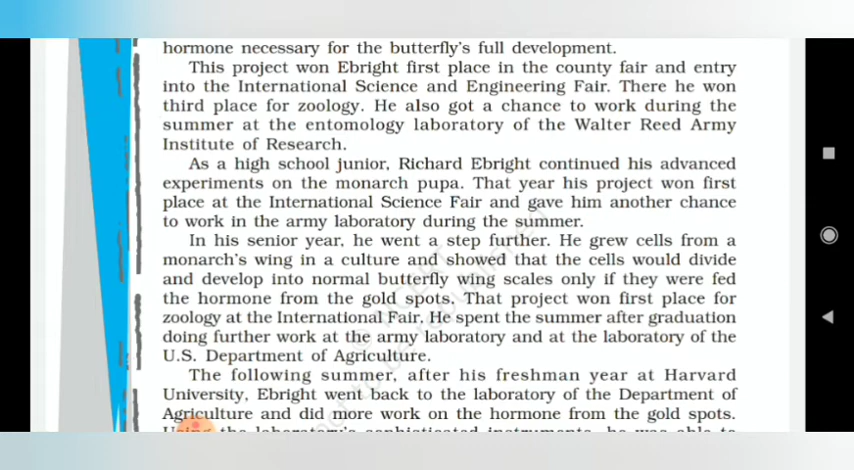 hormone necessary for the butterfly's full development.
This project won Ebright first place in the county fair and entry
into the International Science and Engineering Fair. There he won
third place for zoology. He also got a chance to work during the
summer at the entomology laboratory of the Walter Reed Army
Institute of Research.
As a high school junior, Richard Ebright continued his advanced
experiments on the monarch pupa. That year his project won first
place at the International Science Fair and gave him another chance
to work in the army laboratory during the summer.
In his senior year, he went a step further. He grew cells from a
monarch's wing in a culture and showed that the cells would divide
and develop into normal butterfly wing scales only if they were fed
the hormone from the gold spots. That project won first place for
zoology at the International Fair. He spent the summer after graduation
doing further work at the army laboratory and at the laboratory of the
U.S. Department of Agriculture.
The following summer, after his freshman year at Harvard
University, Ebright went back to the laboratory of the Department of
Agriculture and did more work on the hormone from the gold spots.
Using the laboratory's sophisticated instruments, he was able to